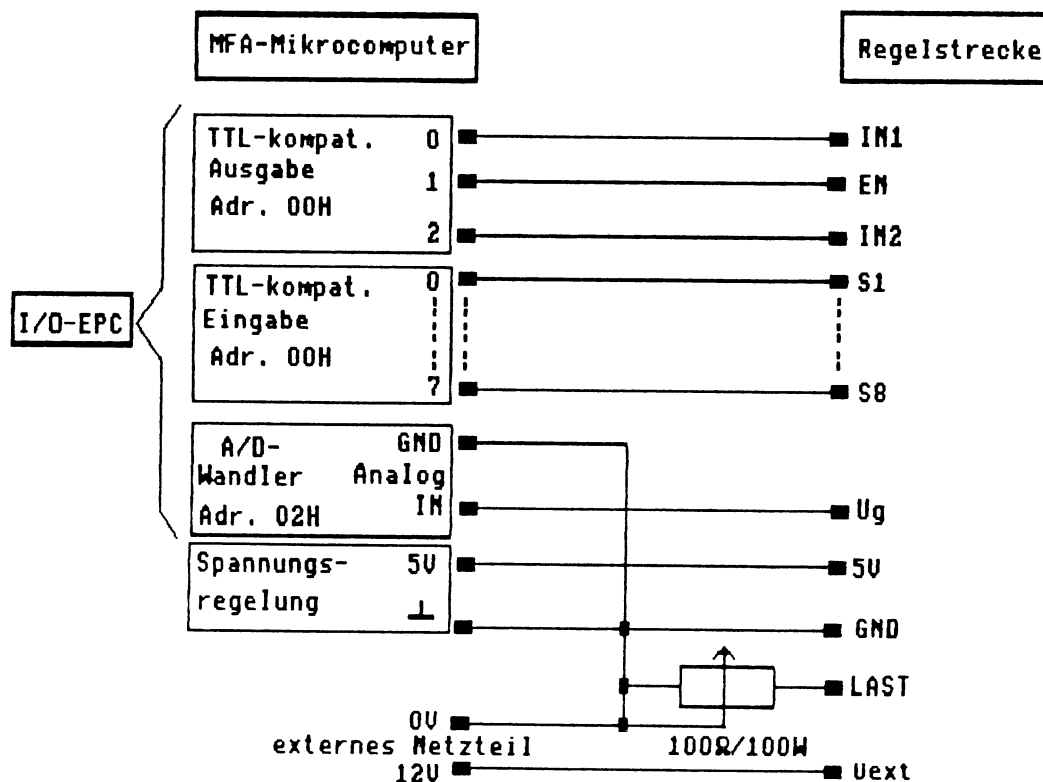 MFA-Mikrocomputer
Regelstrecke
I/O-EPC
TTL-kompat. 0
Ausgabe 1
Adr. 00H
2
IN1
EN
IN2
TTL-kompat. 0
Eingabe
Adr. 00H
7
S1
S8
A/D- GND
Wandler Analog
Adr. 02H IN
Ug
Spannungs- 5V
regelung
5V
GND
LAST
0V
externes Netzteil
12V
100Ω/100W
Uext